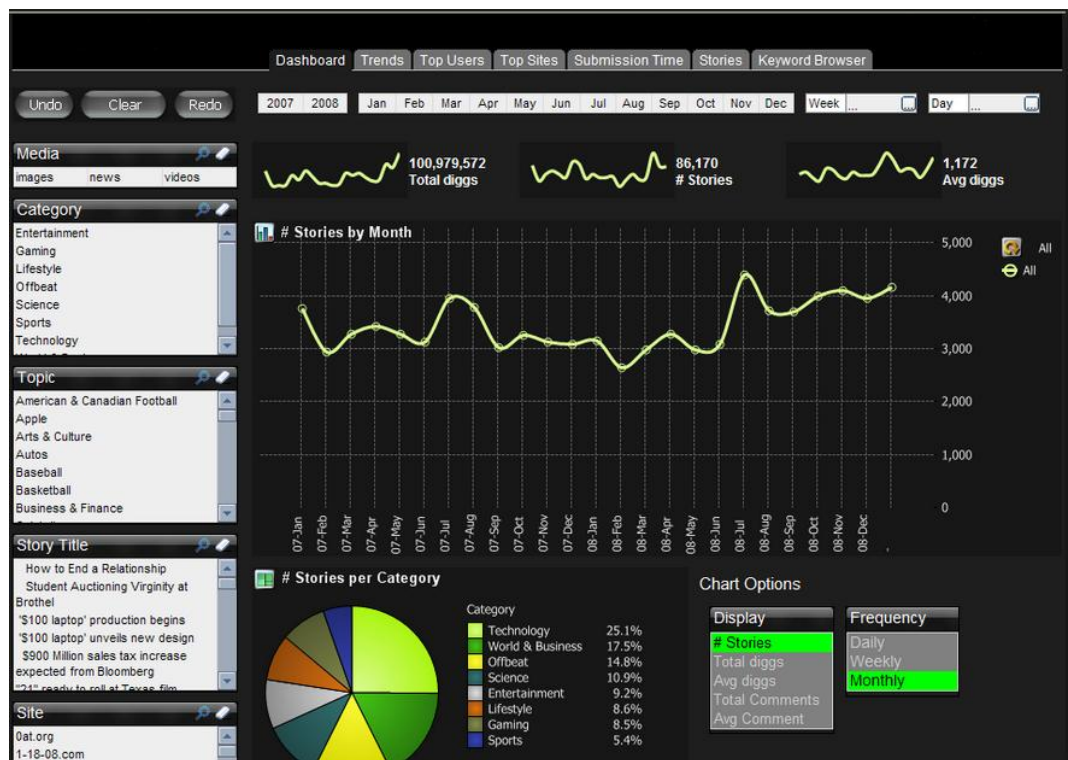 Dashboard Trends Top Users Top Sites Submission Time Stories Keyword Browser
Undo Clear Redo
2007 2008 Jan Feb Mar Apr May Jun Jul Aug Sep Oct Nov Dec Week ... Day ...
Media
images news videos
100,979,572
Total diggs
86,170
# Stories
1,172
Avg diggs
Category
Entertainment
Gaming
Lifestyle
Offbeat
Science
Sports
Technology
Topic
American & Canadian Football
Apple
Arts & Culture
Autos
Baseball
Basketball
Business & Finance
Story Title
How to End a Relationship
Student Auctioning Virginity at
Brothel
'$100 laptop' production begins
'$100 laptop' unveils new design
$900 Million sales tax increase
expected from Bloomberg
"21" ready to roll at Texas film
Site
0at.org
1-18-08.com
# Stories by Month
5,000
4,000
3,000
2,000
1,000
0
All
All
07-Jan
07-Feb
07-Mar
07-Apr
07-May
07-Jun
07-Jul
07-Aug
07-Sep
07-Oct
07-Nov
07-Dec
08-Jan
08-Feb
08-Mar
08-Apr
08-May
08-Jun
08-Jul
08-Aug
08-Sep
08-Oct
08-Nov
08-Dec
# Stories per Category
Category
Technology 25.1%
World & Business 17.5%
Offbeat 14.8%
Science 10.9%
Entertainment 9.2%
Lifestyle 8.6%
Gaming 8.5%
Sports 5.4%
Chart Options
Display
# Stories
Total diggs
Avg diggs
Total Comments
Avg Comment
Frequency
Daily
Weekly
Monthly